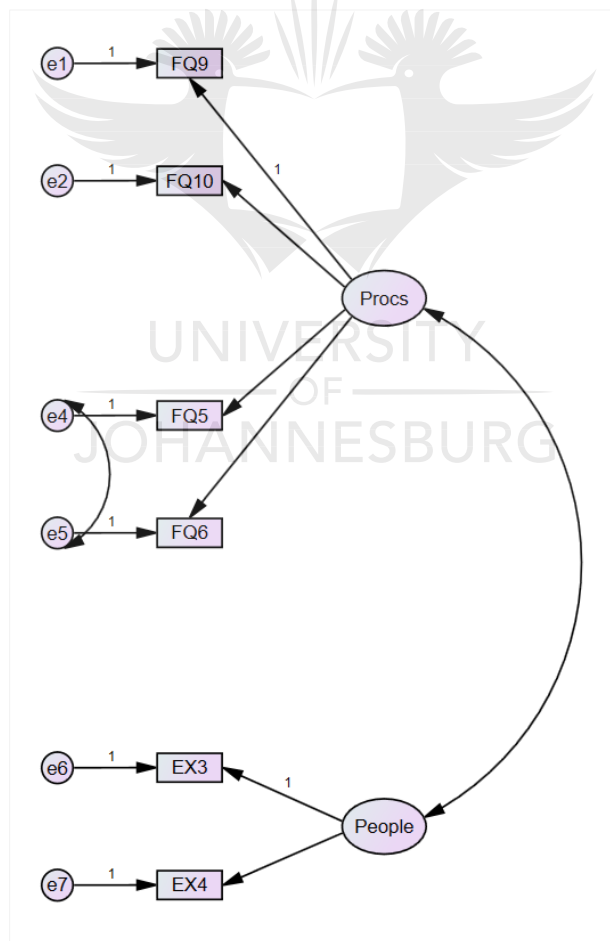 e1 1 FQ9
1
e2 1 FQ10
Procs
UNIVERSITY
OF
JOHANNESBURG
e4 1 FQ5
e5 1 FQ6
e6 1 EX3
1
People
e7 1 EX4